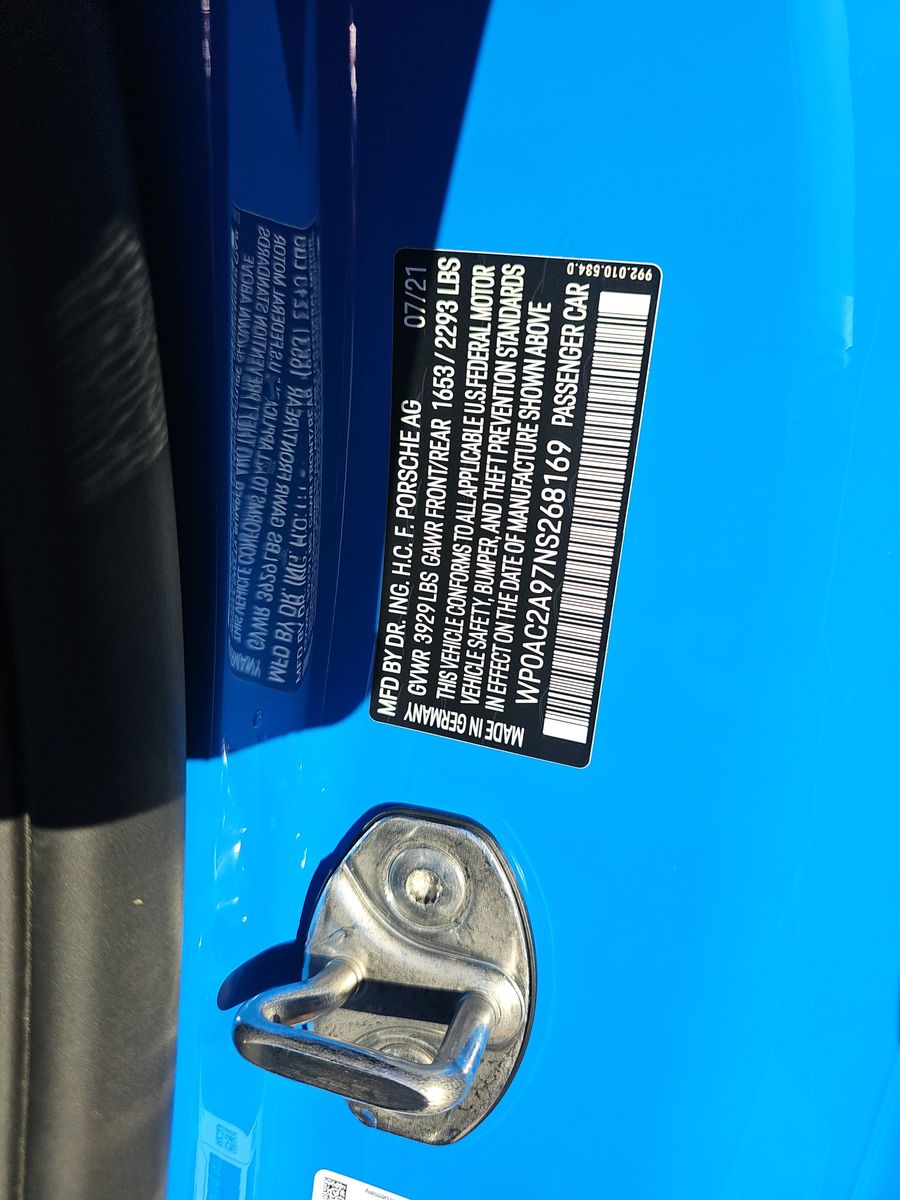 MFD BY DR. ING. H.C. F. PORSCHE AG 07/21
GVWR 3929 LBS GAWR FRONT/REAR 1653 / 2293 LBS
THIS VEHICLE CONFORMS TO ALL APPLICABLE U.S. FEDERAL MOTOR
VEHICLE SAFETY, BUMPER, AND THEFT PREVENTION STANDARDS
IN EFFECT ON THE DATE OF MANUFACTURE SHOWN ABOVE
WP0AC2A97NS268169 PASSENGER CAR
MADE IN GERMANY
992.010.534.D
Germany